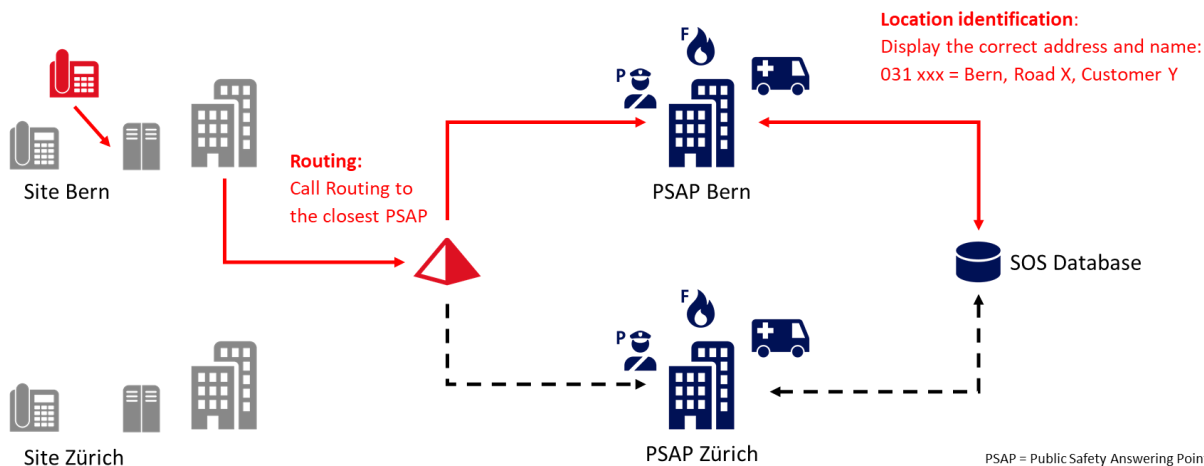 Location identification:
Display the correct address and name:
031 xxx = Bern, Road X, Customer Y
F
P
Site Bern
Routing:
Call Routing to
the closest PSAP
PSAP Bern
SOS Database
F
P
Site Zürich
PSAP Zürich
PSAP = Public Safety Answering Poin